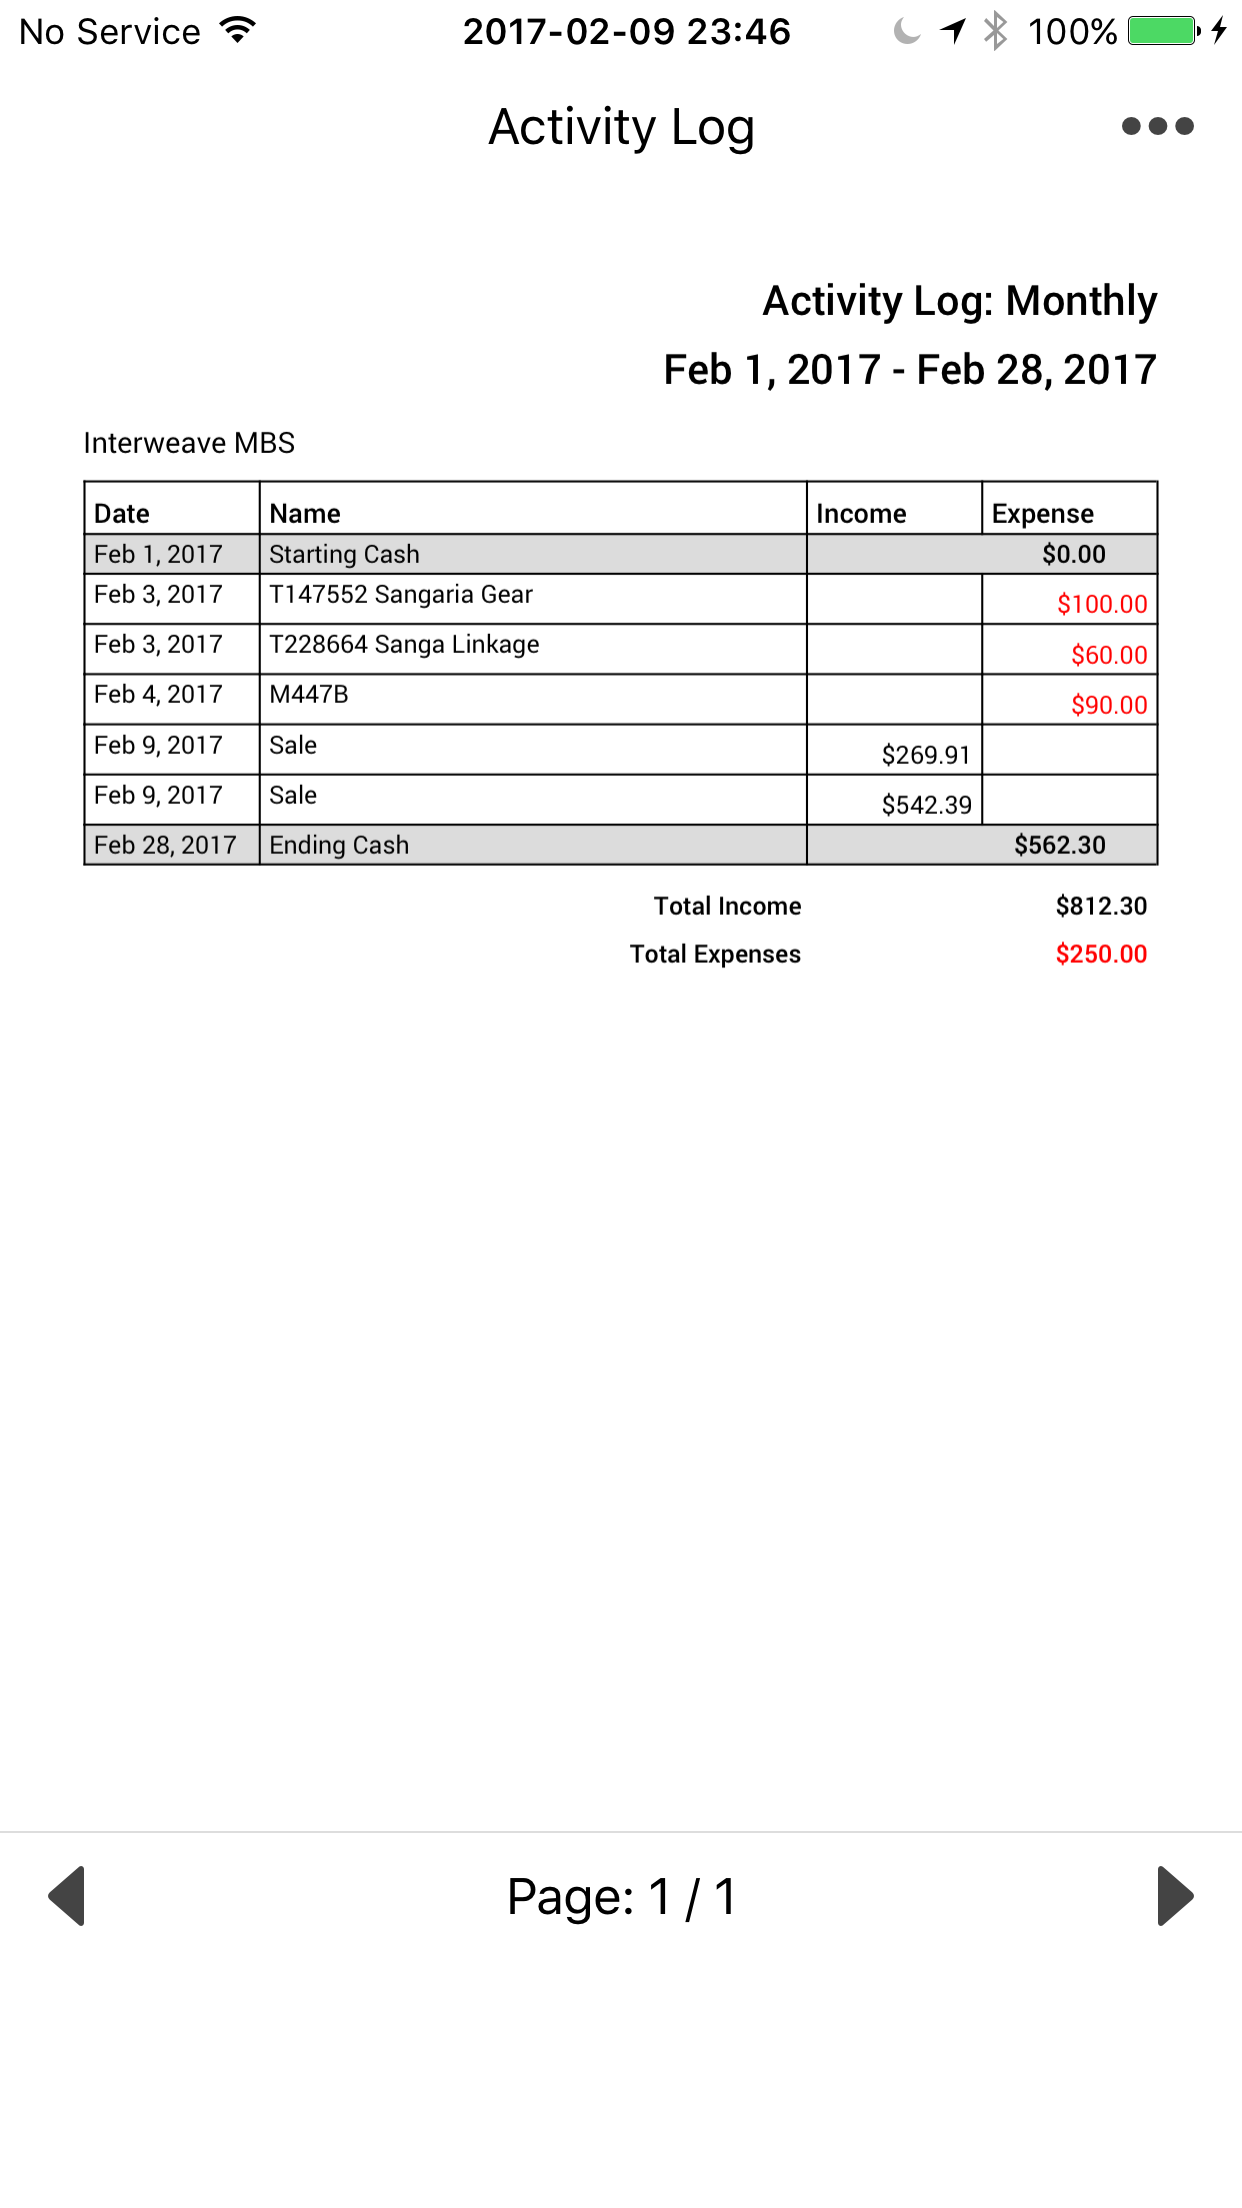 No Service 2017-02-09 23:46 100%
Activity Log
Activity Log: Monthly
Feb 1, 2017 - Feb 28, 2017
Interweave MBS
Date Name Income Expense
Feb 1, 2017 Starting Cash $0.00
Feb 3, 2017 T147552 Sangaria Gear $100.00
Feb 3, 2017 T228664 Sanga Linkage $60.00
Feb 4, 2017 M447B $90.00
Feb 9, 2017 Sale $269.91
Feb 9, 2017 Sale $542.39
Feb 28, 2017 Ending Cash $562.30
Total Income $812.30
Total Expenses $250.00
Page: 1 / 1